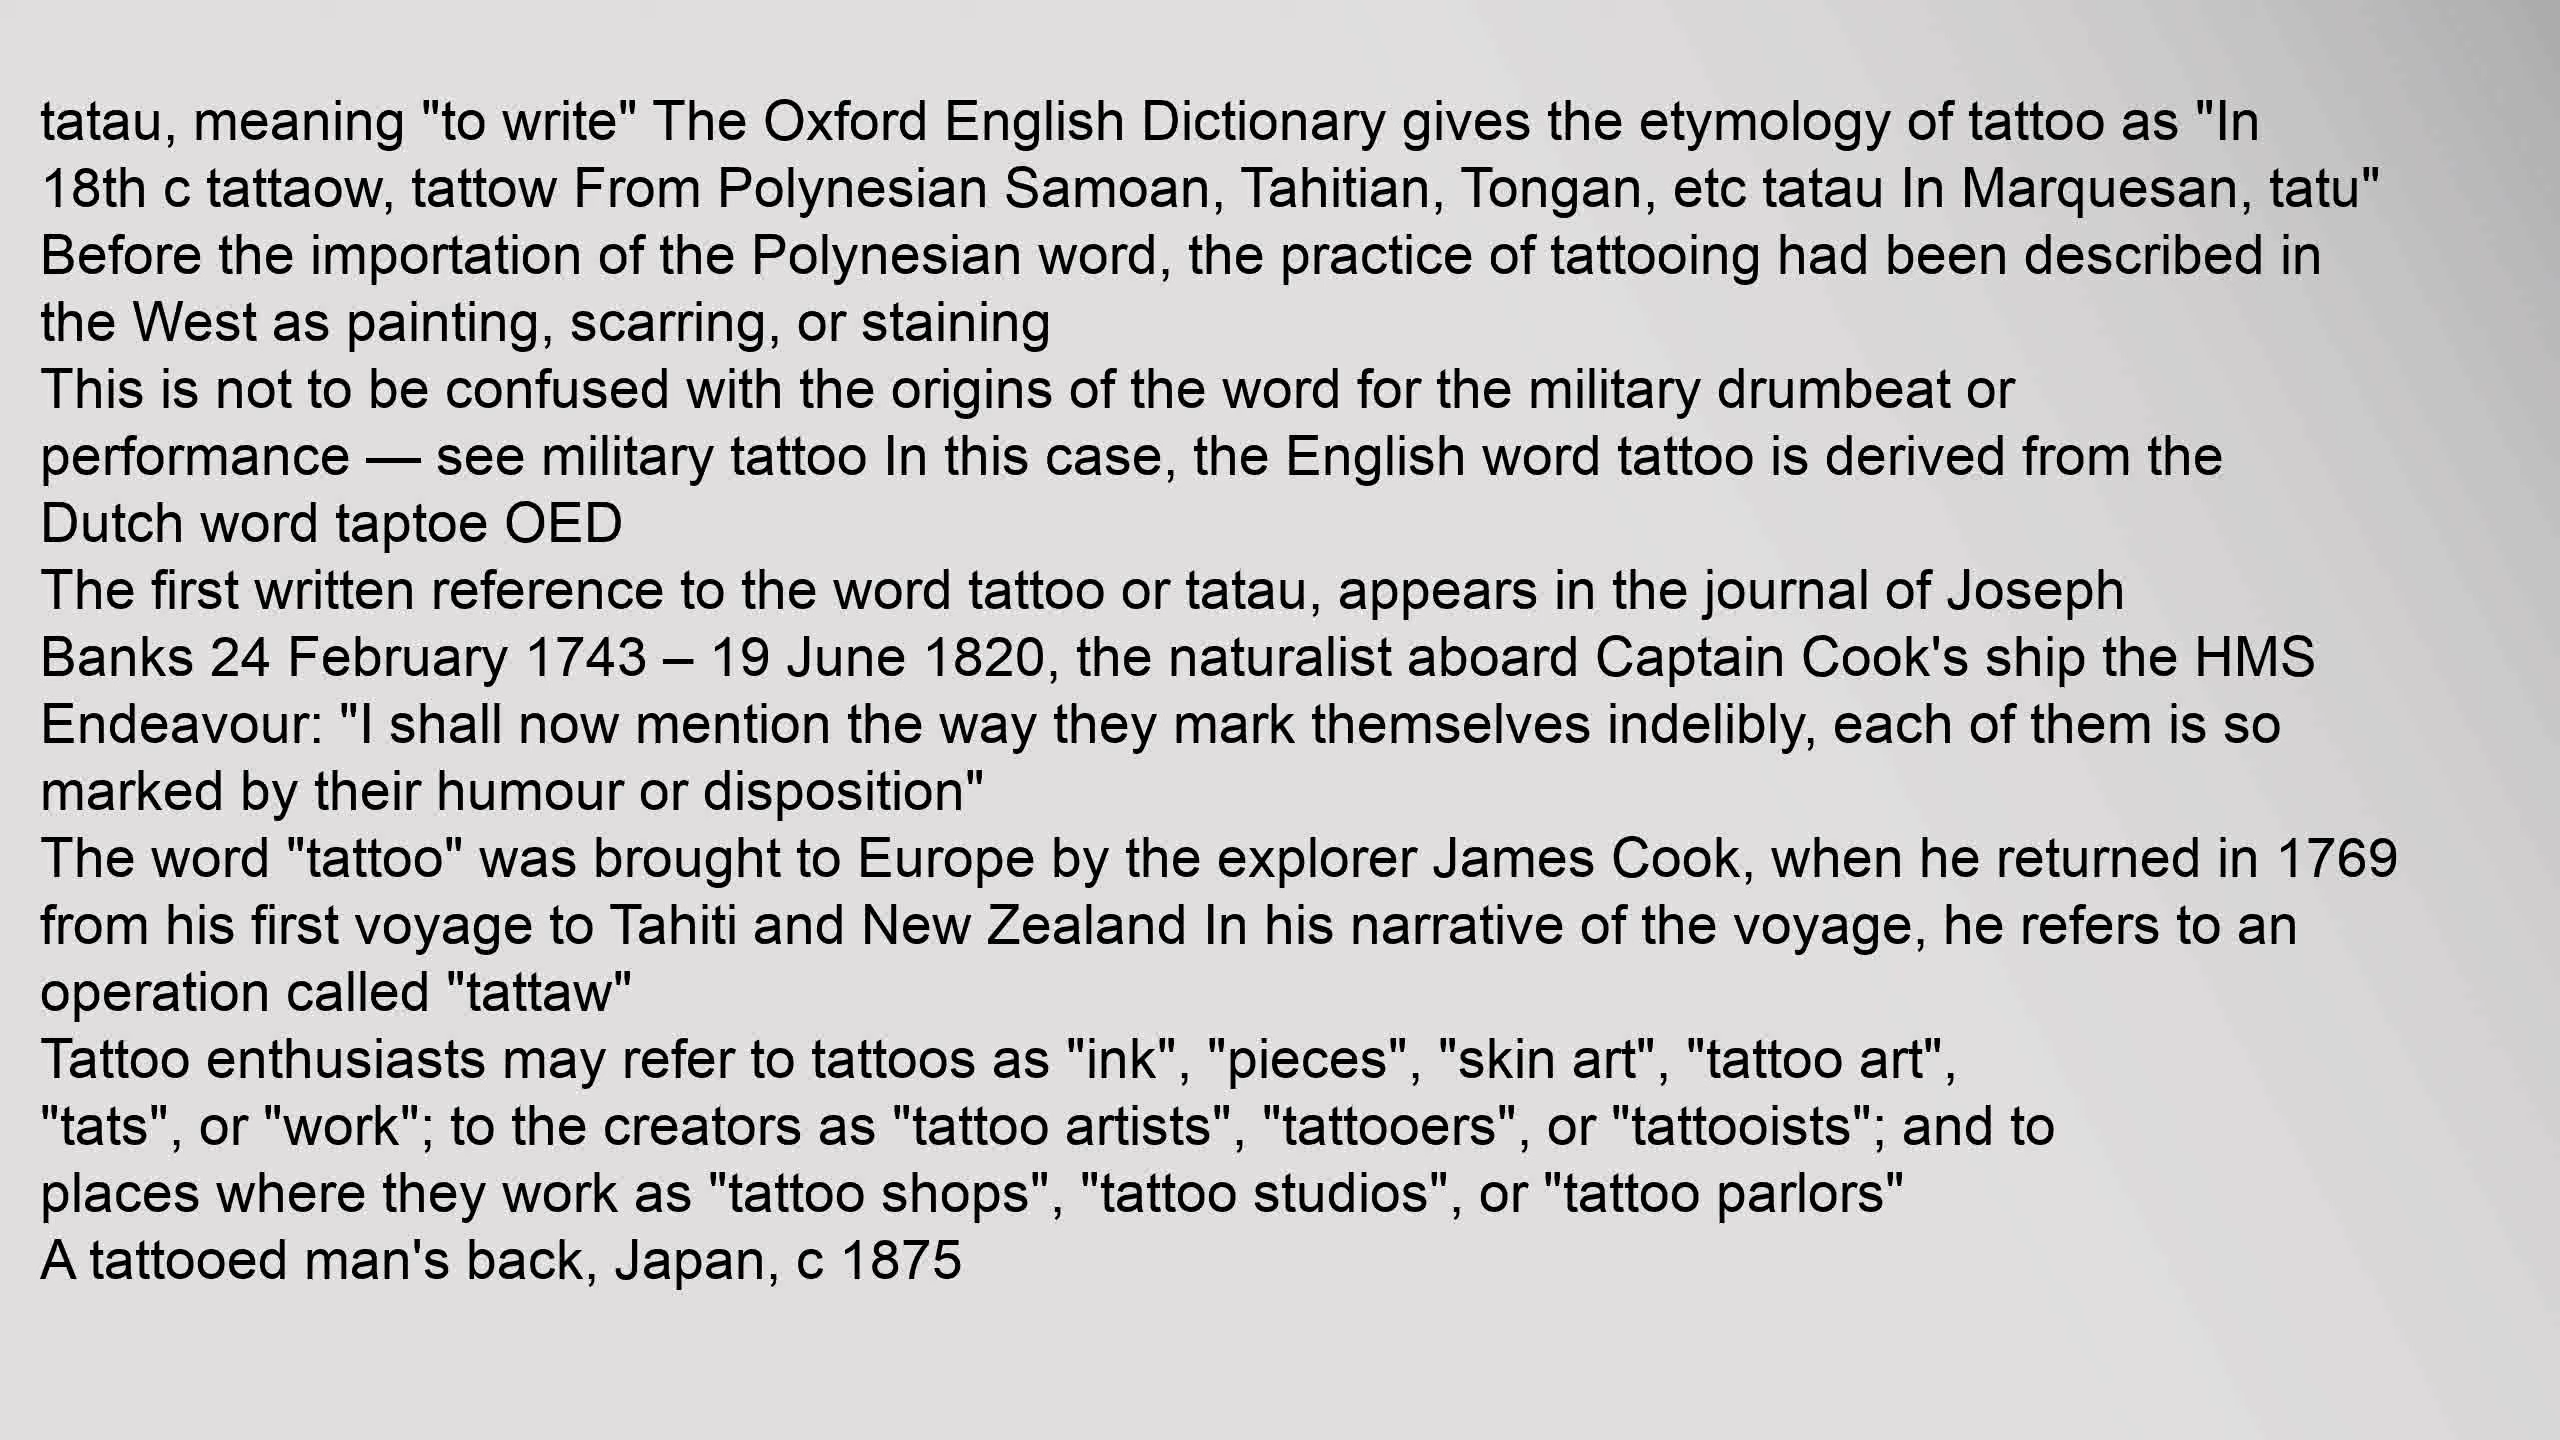 tatau, meaning "to write" The Oxford English Dictionary gives the etymology of tattoo as "In
18th c tattaow, tattow From Polynesian Samoan, Tahitian, Tongan, etc tatau In Marquesan, tatu"
Before the importation of the Polynesian word, the practice of tattooing had been described in
the West as painting, scarring, or staining
This is not to be confused with the origins of the word for the military drumbeat or
performance — see military tattoo In this case, the English word tattoo is derived from the
Dutch word taptoe OED
The first written reference to the word tattoo or tatau, appears in the journal of Joseph
Banks 24 February 1743 – 19 June 1820, the naturalist aboard Captain Cook's ship the HMS
Endeavour: "I shall now mention the way they mark themselves indelibly, each of them is so
marked by their humour or disposition"
The word "tattoo" was brought to Europe by the explorer James Cook, when he returned in 1769
from his first voyage to Tahiti and New Zealand In his narrative of the voyage, he refers to an
operation called "tattaw"
Tattoo enthusiasts may refer to tattoos as "ink", "pieces", "skin art", "tattoo art",
"tats", or "work"; to the creators as "tattoo artists", "tattooers", or "tattooists"; and to
places where they work as "tattoo shops", "tattoo studios", or "tattoo parlors"
A tattooed man's back, Japan, c 1875